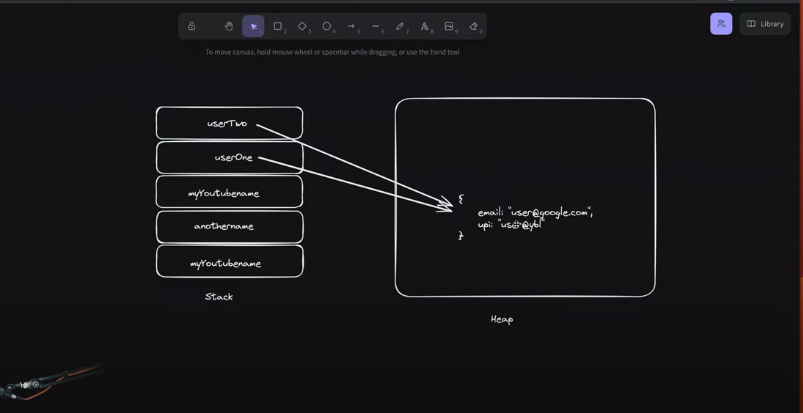 Library
To move canvas, hold mouse wheel or spacebar while dragging, or use the hand tool
userTwo
userOne
myYoutubename
anothername
myYoutubename
Stack
{
email: "user@google.com",
upi: "user@ybl"
}
Heap